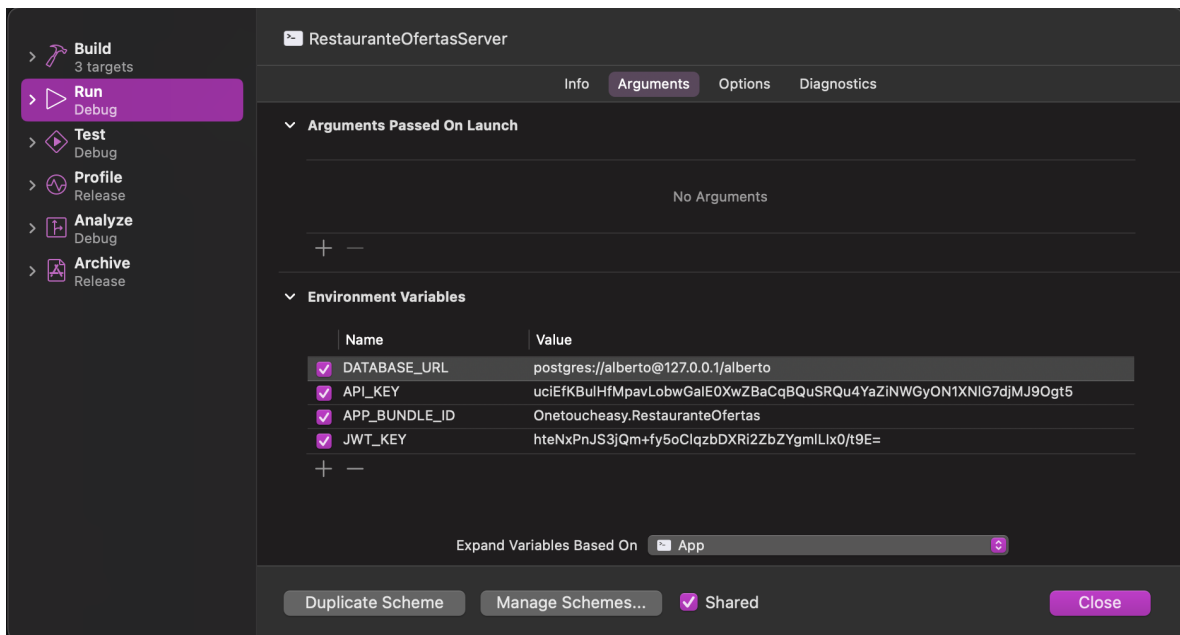 Build
3 targets
Run
Debug
Test
Debug
Profile
Release
Analyze
Debug
Archive
Release
RestauranteOfertasServer
Info Arguments Options Diagnostics
Arguments Passed On Launch
No Arguments
Environment Variables
Name Value
DATABASE_URL postgres://alberto@127.0.0.1/alberto
API_KEY uciEfKBulHfMpavLobwGaIE0XwZBaCqBQuSRQu4YaZiNWGyON1XNlG7djMJ9Ogt5
APP_BUNDLE_ID Onetoucheasy.RestauranteOfertas
JWT_KEY hteNxPnJS3jQm+fy5oClqzbDXRi2ZbZYgmlLIx0/t9E=
Expand Variables Based On App
Duplicate Scheme Manage Schemes... Shared Close